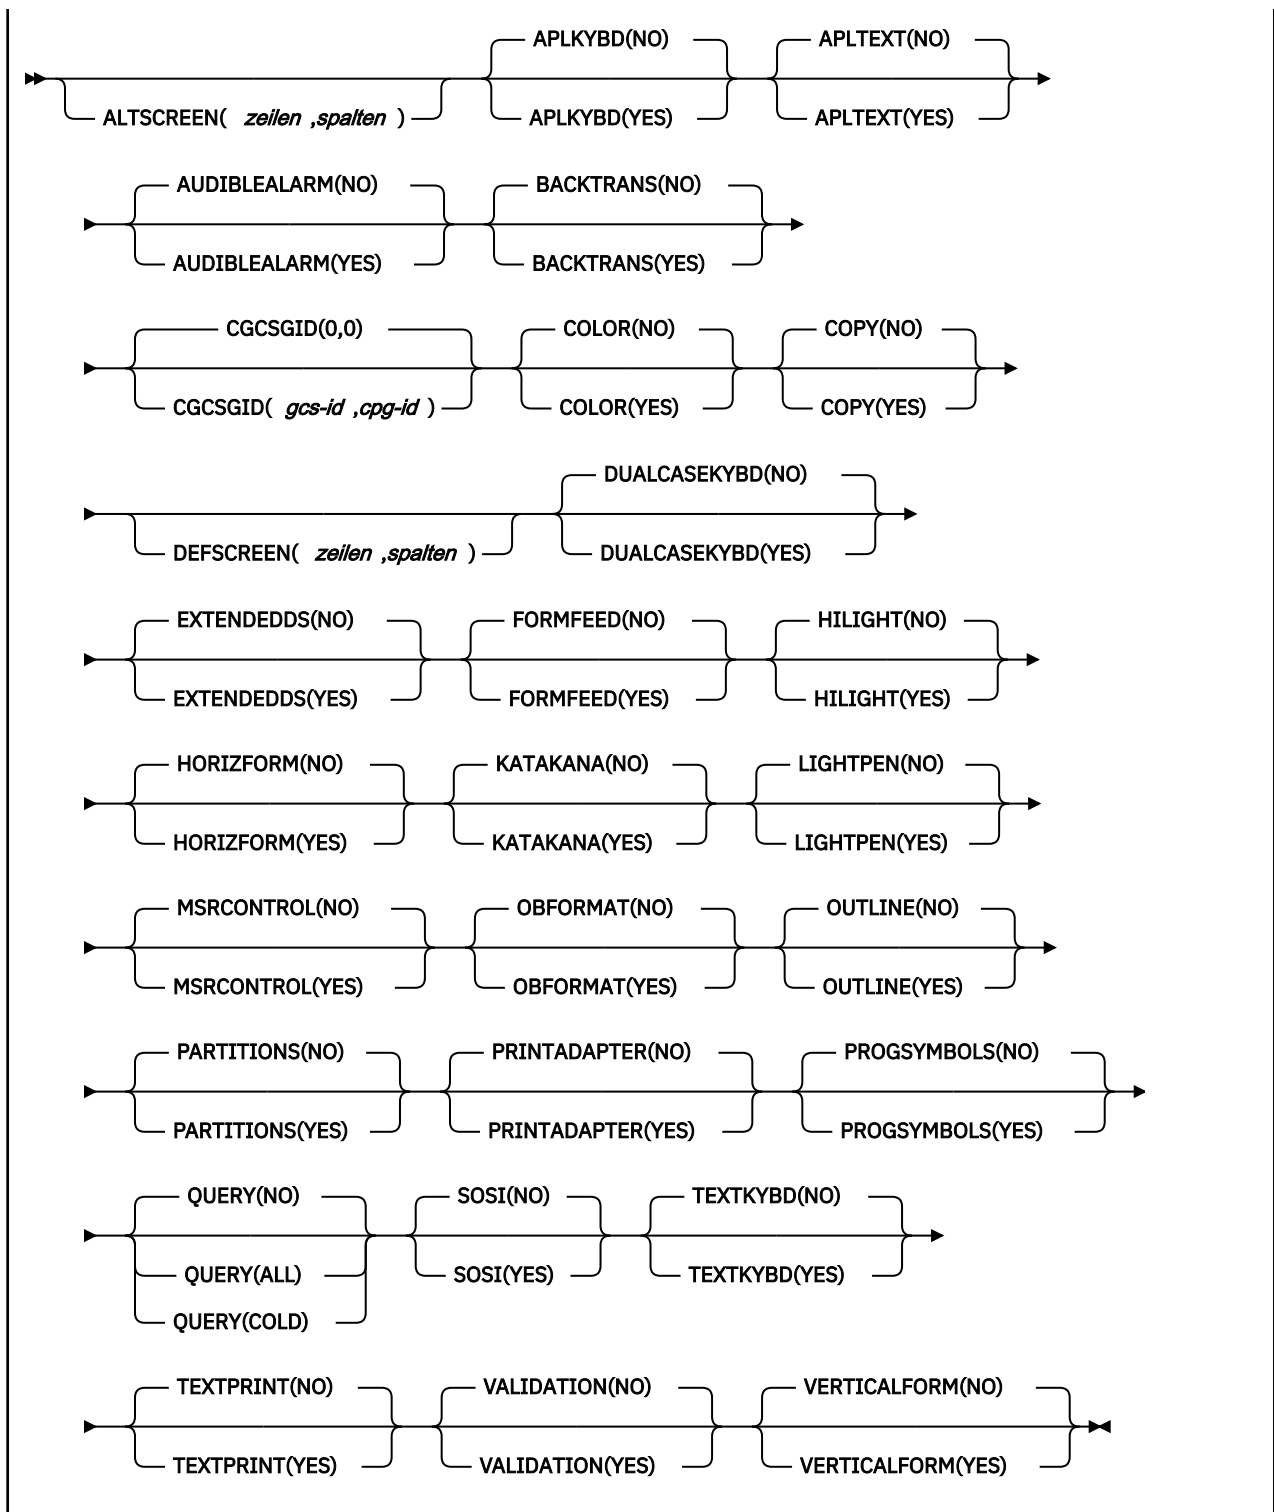 APLKYBD(NO) APLTEXT(NO)
ALTSCREEN( zeilen ,spalten ) APLKYBD(YES) APLTEXT(YES)
AUDIBLEALARM(NO) BACKTRANS(NO)
AUDIBLEALARM(YES) BACKTRANS(YES)
CGCSGID(0,0) COLOR(NO) COPY(NO)
CGCSGID( gcs-id ,cpg-id ) COLOR(YES) COPY(YES)
DUALCASEKYBD(NO)
DEFSCREEN( zeilen ,spalten ) DUALCASEKYBD(YES)
EXTENDEDDS(NO) FORMFEED(NO) HILIGHT(NO)
EXTENDEDDS(YES) FORMFEED(YES) HILIGHT(YES)
HORIZFORM(NO) KATAKANA(NO) LIGHTPEN(NO)
HORIZFORM(YES) KATAKANA(YES) LIGHTPEN(YES)
MSRCONTROL(NO) OBFORMAT(NO) OUTLINE(NO)
MSRCONTROL(YES) OBFORMAT(YES) OUTLINE(YES)
PARTITIONS(NO) PRINTADAPTER(NO) PROGSYMBOLS(NO)
PARTITIONS(YES) PRINTADAPTER(YES) PROGSYMBOLS(YES)
QUERY(NO) SOSI(NO) TEXTKYBD(NO)
QUERY(ALL) SOSI(YES) TEXTKYBD(YES)
QUERY(COLD)
TEXTPRINT(NO) VALIDATION(NO) VERTICALFORM(NO)
TEXTPRINT(YES) VALIDATION(YES) VERTICALFORM(YES)